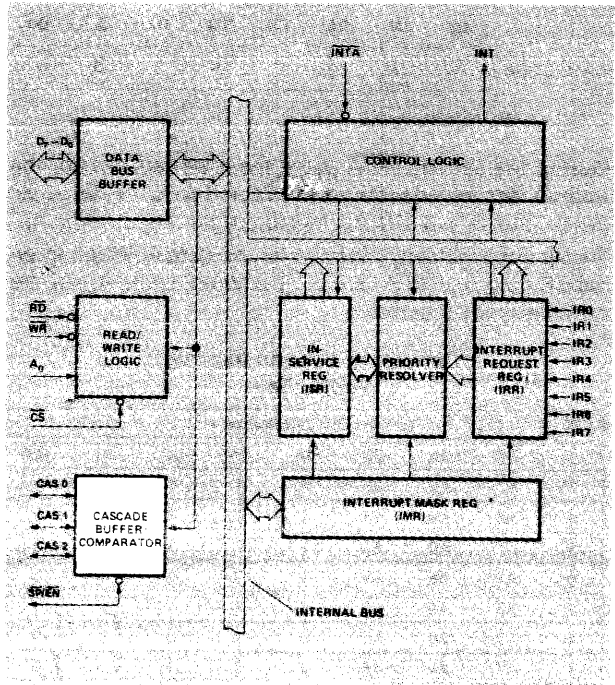 INTA
INT
D7 – D0
DATA
BUS
BUFFER
CONTROL LOGIC
RD
WR
A0
CS
READ/
WRITE
LOGIC
IN
SERVICE
REG
(ISR)
PRIORITY
RESOLVER
INTERRUPT
REQUEST
REG
(IRR)
IR0
IR1
IR2
IR3
IR4
IR5
IR6
IR7
CAS 0
CAS 1
CAS 2
CASCADE
BUFFER
COMPARATOR
SP/EN
INTERRUPT MASK REG
(IMR)
INTERNAL BUS